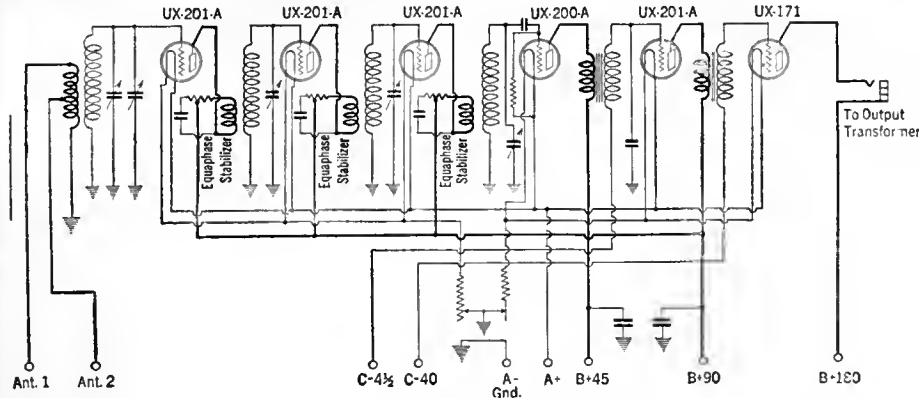 UX-201-A UX-201-A UX-201-A UX-200-A UX-201-A UX-171
Equaphase Stabilizer
Equaphase Stabilizer
Equaphase Stabilizer
To Output
Transformer
Ant. 1 Ant. 2 C-4½ C-40 A- A+ B+45 B+90 B+180
Gnd.